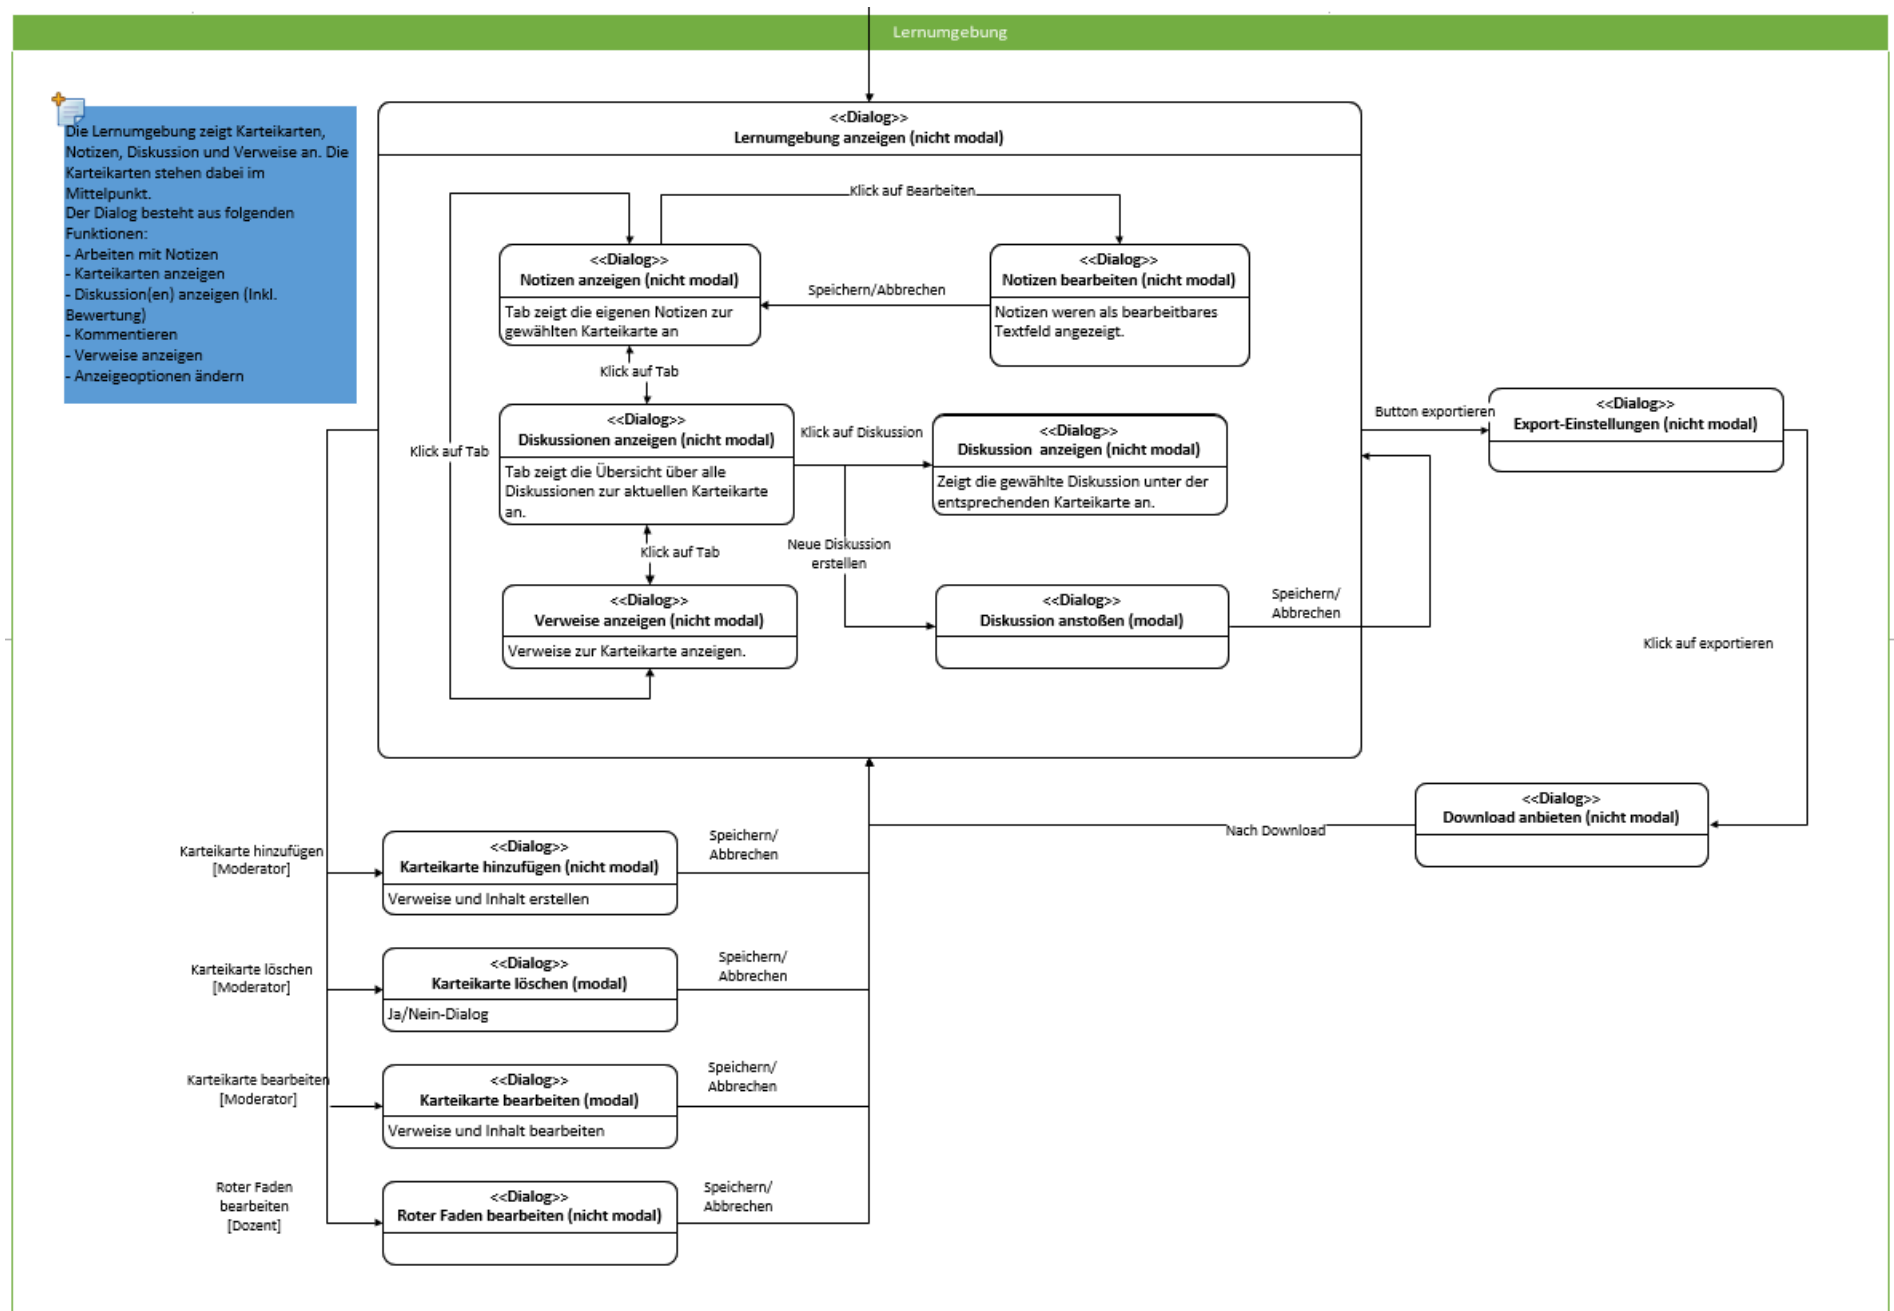 Lernumgebung
Die Lernumgebung zeigt Karteikarten,
Notizen, Diskussion und Verweise an. Die
Karteikarten stehen dabei im
Mittelpunkt.
Der Dialog besteht aus folgenden
Funktionen:
- Arbeiten mit Notizen
- Karteikarten anzeigen
- Diskussion(en) anzeigen (Inkl.
Bewertung)
- Kommentieren
- Verweise anzeigen
- Anzeigeoptionen ändern
<<Dialog>>
Lernumgebung anzeigen (nicht modal)
Klick auf Bearbeiten
<<Dialog>>
Notizen anzeigen (nicht modal)
Tab zeigt die eigenen Notizen zur
gewählten Karteikarte an
Speichern/Abbrechen
<<Dialog>>
Notizen bearbeiten (nicht modal)
Notizen weren als bearbeitbares
Textfeld angezeigt.
Klick auf Tab
Klick auf Tab
<<Dialog>>
Diskussionen anzeigen (nicht modal)
Tab zeigt die Übersicht über alle
Diskussionen zur aktuellen Karteikarte
an.
Klick auf Diskussion
<<Dialog>>
Diskussion  anzeigen (nicht modal)
Zeigt die gewählte Diskussion unter der
entsprechenden Karteikarte an.
Button exportieren
<<Dialog>>
Export-Einstellungen (nicht modal)
Klick auf Tab
Neue Diskussion
erstellen
<<Dialog>>
Verweise anzeigen (nicht modal)
Verweise zur Karteikarte anzeigen.
<<Dialog>>
Diskussion anstoßen (modal)
Speichern/
Abbrechen
Klick auf exportieren
<<Dialog>>
Download anbieten (nicht modal)
Nach Download
Karteikarte hinzufügen
[Moderator]
<<Dialog>>
Karteikarte hinzufügen (nicht modal)
Verweise und Inhalt erstellen
Speichern/
Abbrechen
Karteikarte löschen
[Moderator]
<<Dialog>>
Karteikarte löschen (modal)
Ja/Nein-Dialog
Speichern/
Abbrechen
Karteikarte bearbeiten
[Moderator]
<<Dialog>>
Karteikarte bearbeiten (modal)
Verweise und Inhalt bearbeiten
Speichern/
Abbrechen
Roter Faden
bearbeiten
[Dozent]
<<Dialog>>
Roter Faden bearbeiten (nicht modal)
Speichern/
Abbrechen